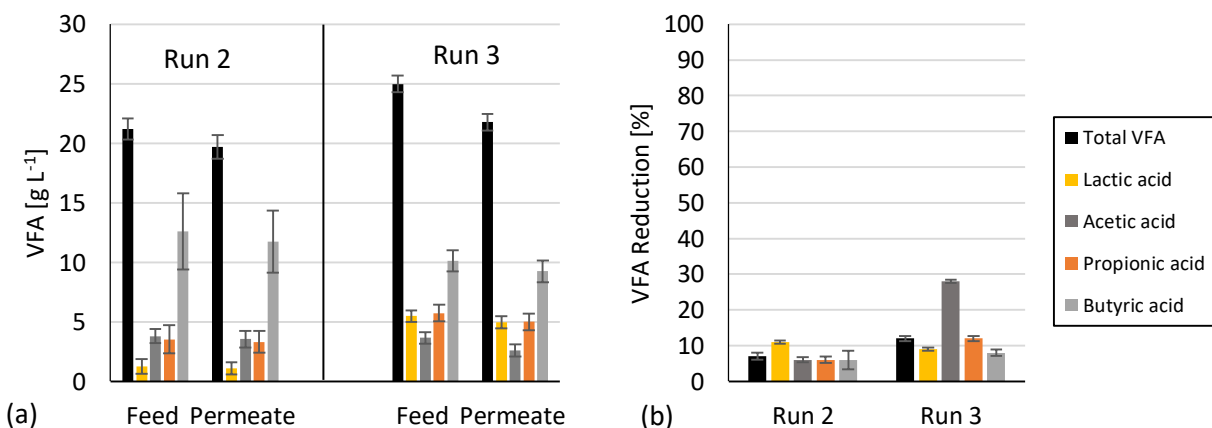 30
25
20
15
10
5
0
VFA [g L-1]
Run 2
Run 3
Feed Permeate
Feed Permeate
(a)
100
90
80
70
60
50
40
30
20
10
0
VFA Reduction [%]
Run 2
Run 3
(b)
Total VFA
Lactic acid
Acetic acid
Propionic acid
Butyric acid